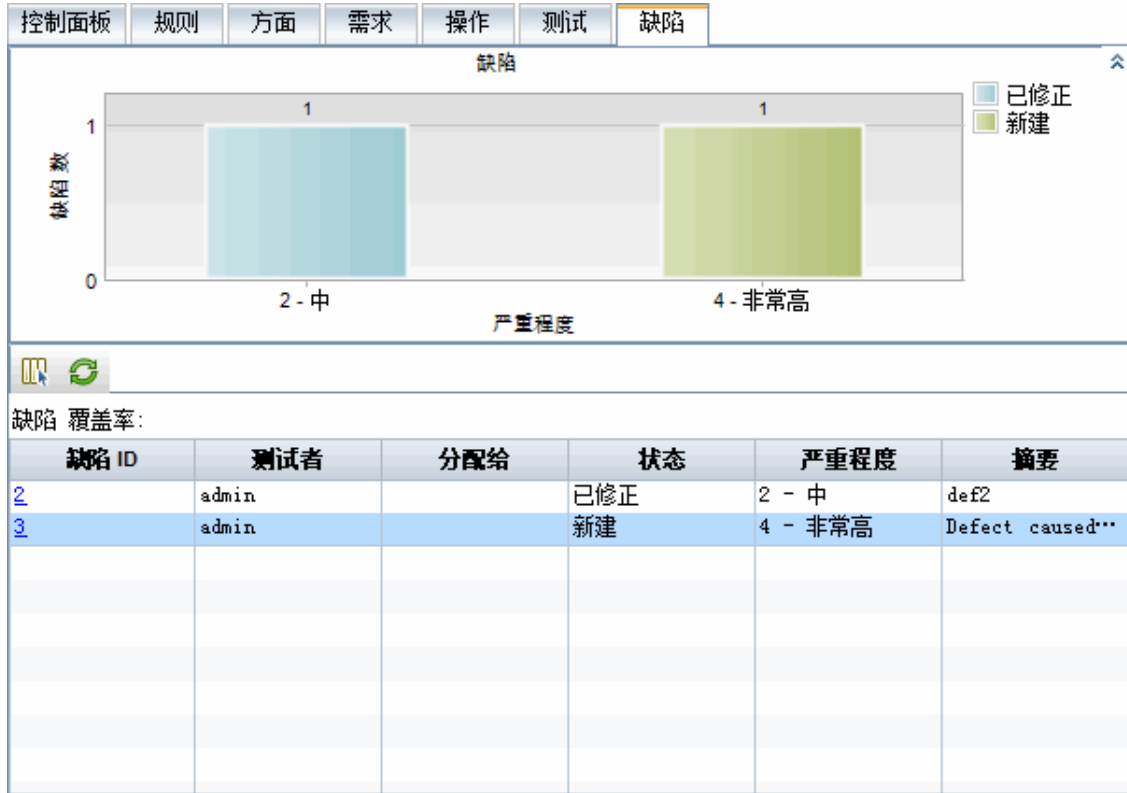 控制面板 规则 方面 需求 操作 测试 缺陷
缺陷
已修正
新建
1 1
1
缺陷 数
0
2 - 中 4 - 非常高
严重程度
缺陷 覆盖率:
缺陷 ID 测试者 分配给 状态 严重程度 摘要
2 admin 已修正 2 - 中 def2
3 admin 新建 4 - 非常高 Defect caused…